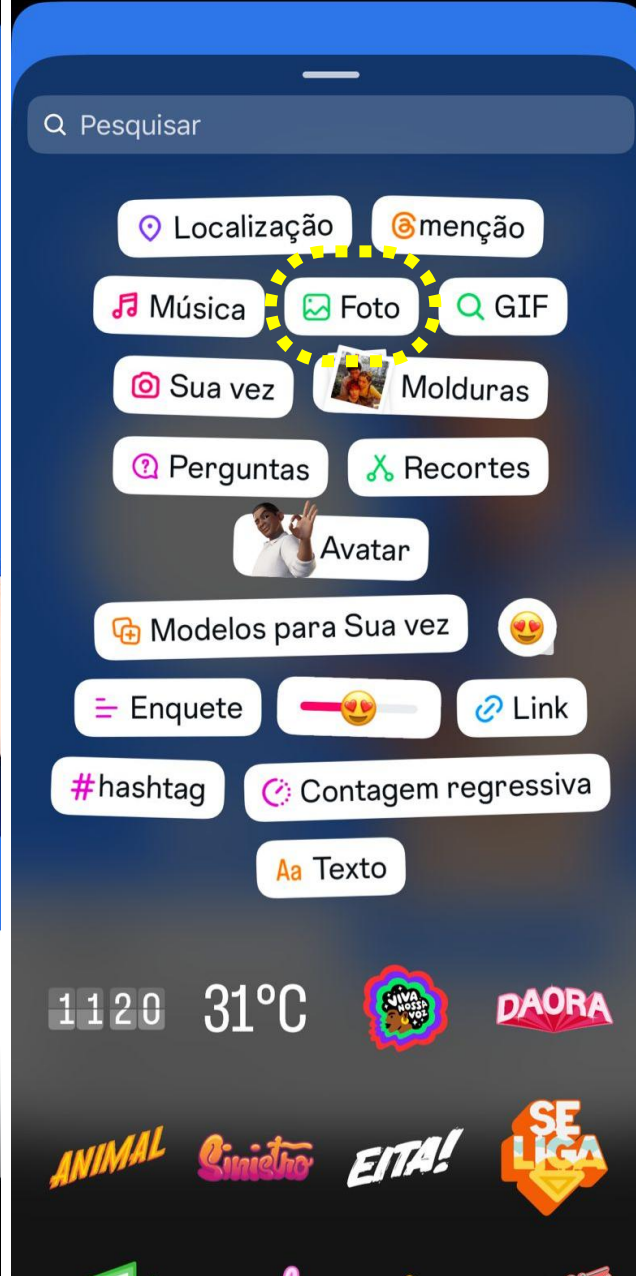 Pesquisar
Localização @menção
Música Foto GIF
Sua vez Molduras
Perguntas Recortes
Avatar
Modelos para Sua vez
Enquete Link
#hashtag Contagem regressiva
Aa Texto
1120 31°C VIVA NOSSA VOZ DAORA
ANIMAL Sinistro EITA! SE LIGA